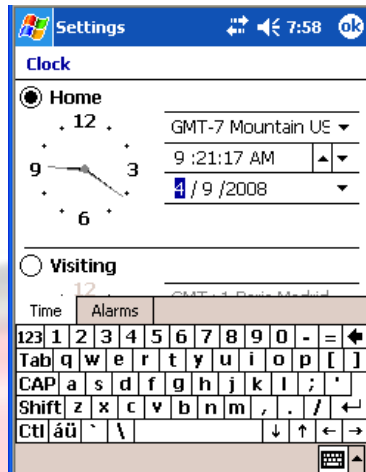 Settings 7:58 ok
Clock
Home
12
9 3
6
GMT-7 Mountain US
9 :21:17 AM
4 / 9 /2008
Visiting
12
Time Alarms
123 1 2 3 4 5 6 7 8 9 0 - =
Tab q w e r t y u i o p [ ]
CAP a s d f g h j k l ; '
Shift z x c v b n m , . /
Ctl áü ` \